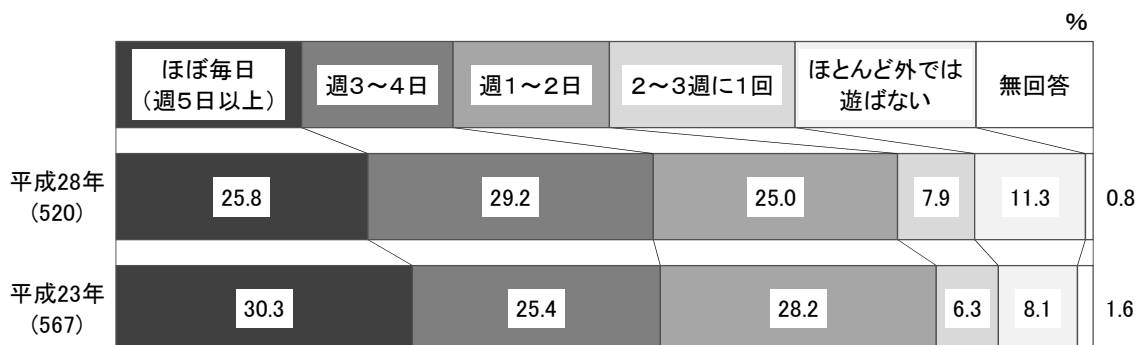 %
ほぼ毎日
(週5日以上)
週3~4日
週1~2日
2~3週に1回
ほとんど外では
遊ばない
無回答
平成28年
(520)
25.8
29.2
25.0
7.9
11.3
0.8
平成23年
(567)
30.3
25.4
28.2
6.3
8.1
1.6